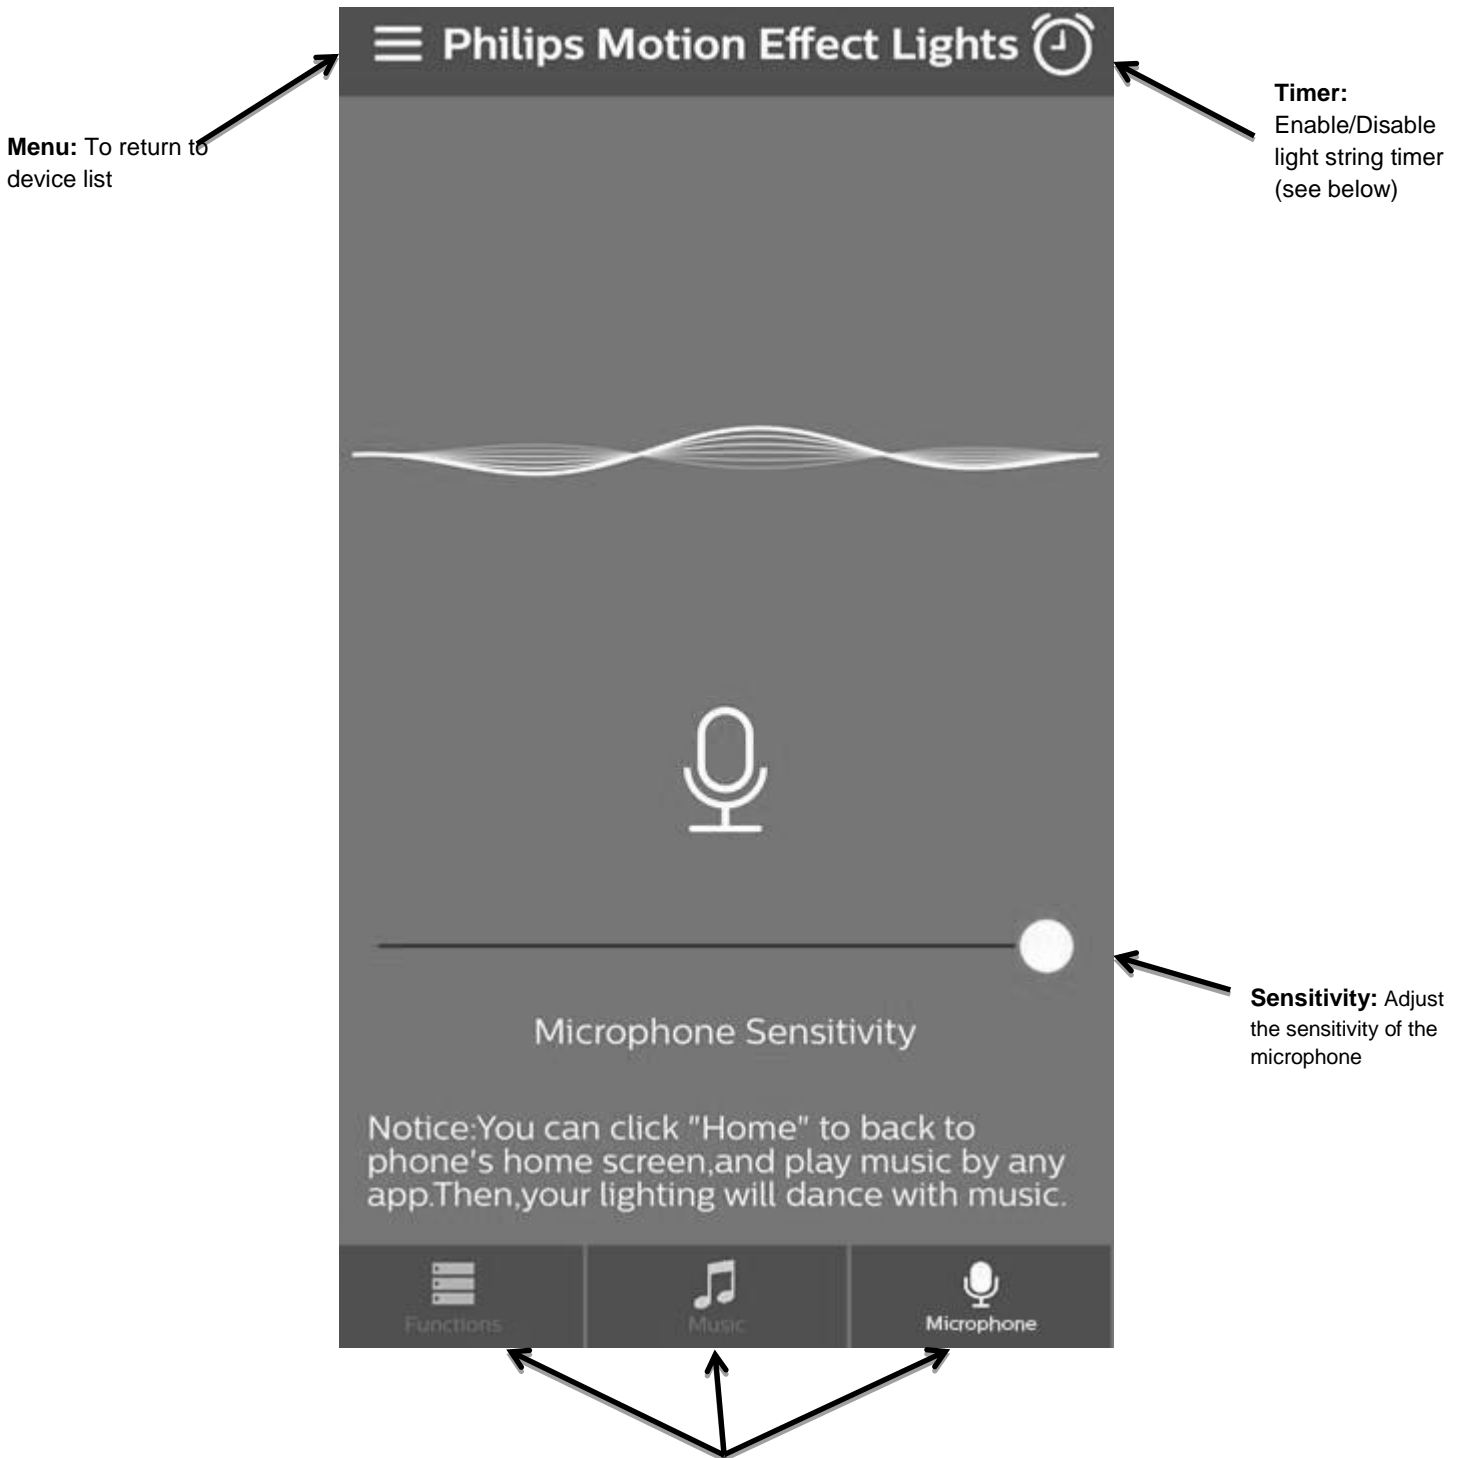 Philips Motion Effect Lights
Menu: To return to
device list
Timer:
Enable/Disable
light string timer
(see below)
Sensitivity: Adjust
the sensitivity of the
microphone
Microphone Sensitivity
Notice:You can click "Home" to back to
phone's home screen,and play music by any
app.Then,your lighting will dance with music.
Functions
Music
Microphone